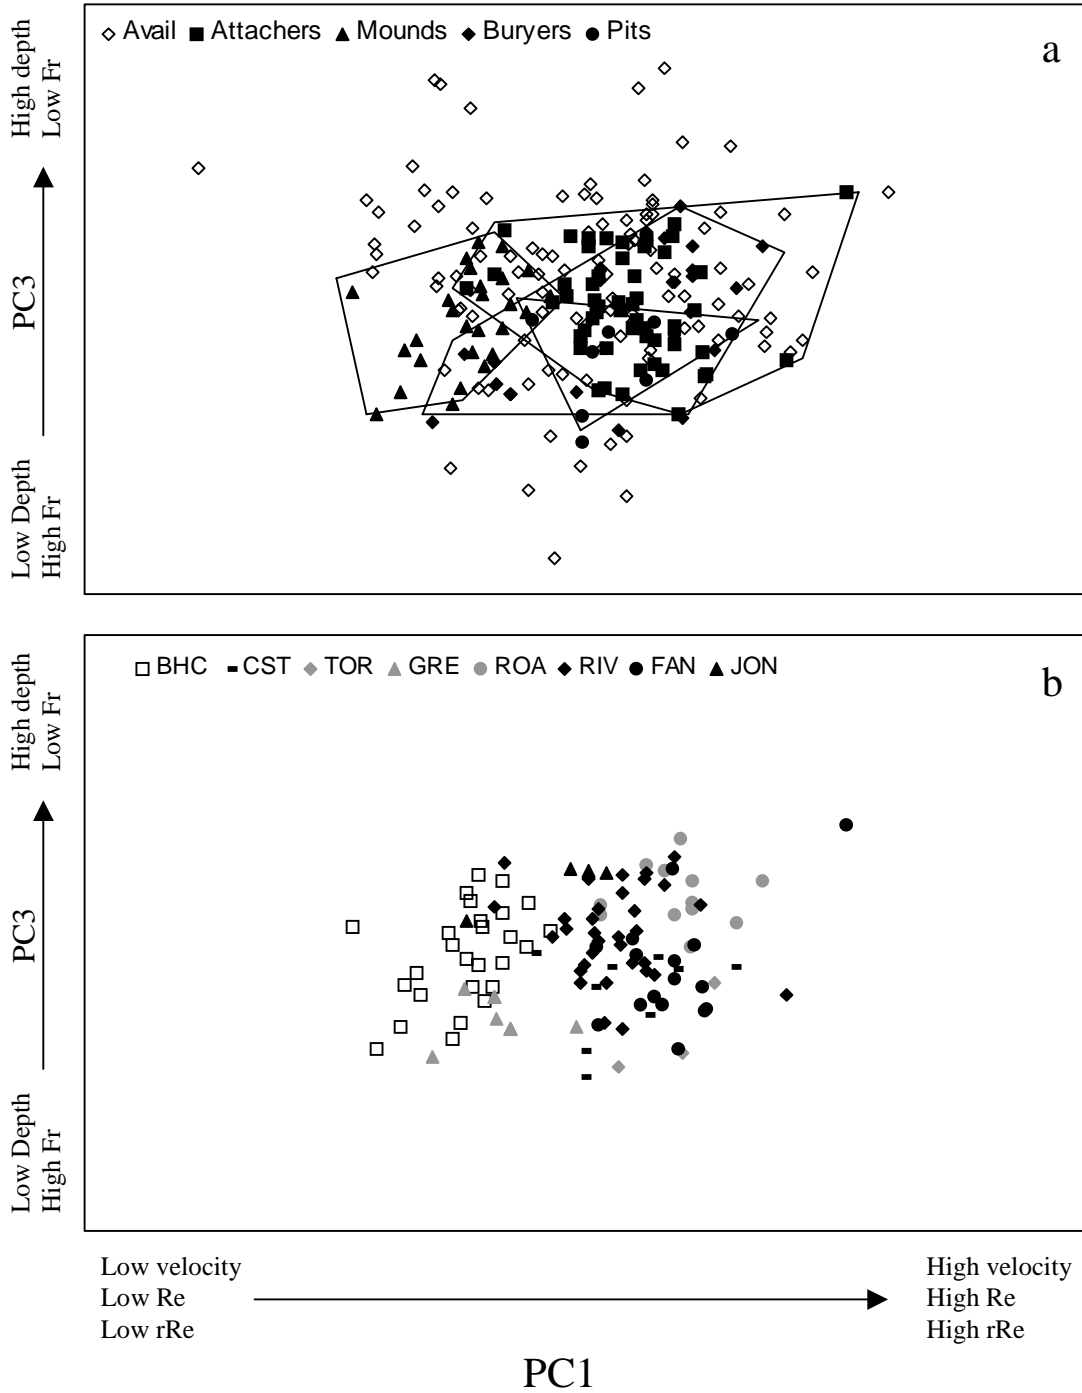 Avail Attachers Mounds Buryers Pits
a
High depth
Low Fr
PC3
Low Depth
High Fr
BHC CST TOR GRE ROA RIV FAN JON
b
High depth
Low Fr
PC3
Low Depth
High Fr
Low velocity
Low Re
Low rRe
High velocity
High Re
High rRe
PC1